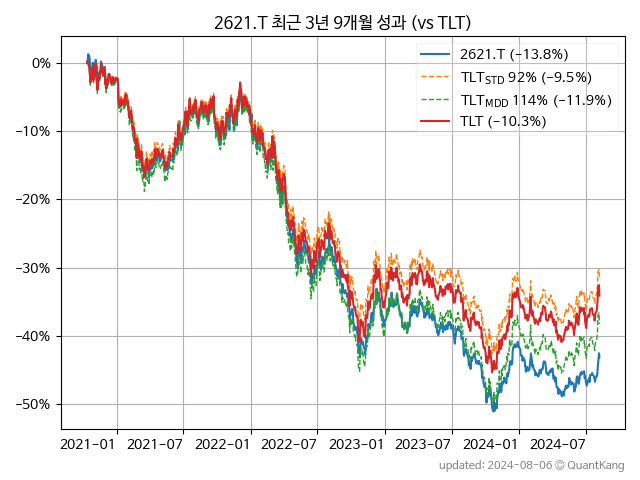 2621.T 최근 3년 9개월 성과 (vs TLT)
2621.T (−13.8%)
TLTSTD 92% (−9.5%)
TLTMDD 114% (−11.9%)
TLT (−10.3%)
0%
−10%
−20%
−30%
−40%
−50%
2021-01 2021-07 2022-01 2022-07 2023-01 2023-07 2024-01 2024-07
updated: 2024-08-06 © QuantKang